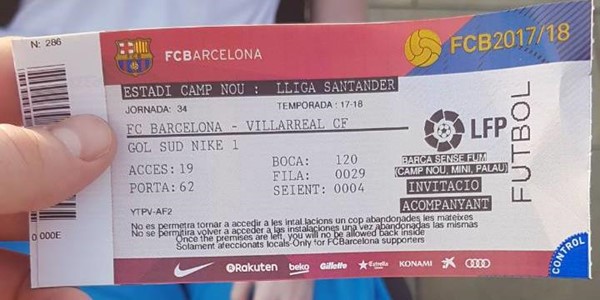 N: 286
FCBARCELONA
FCB2017/18
ESTADI CAMP NOU : LLIGA SANTANDER
JORNADA: 34 TEMPORADA:17-18
FC BARCELONA - VILLARREAL CF
GOL SUD NIKE 1
ACCES: 19
PORTA: 62
BOCA: 120
FILA: 0029
SEIENT: 0004
LFP
BARÇA SENSE FUM
(CAMP NOU, MINI, PALAU)
INVITACIO
ACOMPANYANT
FUTBOL
YTPV-AF2
No es permetra tornar a accedir a les intal.lacions un cop abandonades les mateixes
No se permitira volver a acceder a las instalaciones una vez abandonadas las mismas
Once the premises are left, you will no be allowed back inside
Solament afeccionats locals-Only for FCBarcelona supporters
0 000E
Rakuten beko Gillette Estrella KONAMI Audi
CONTROL